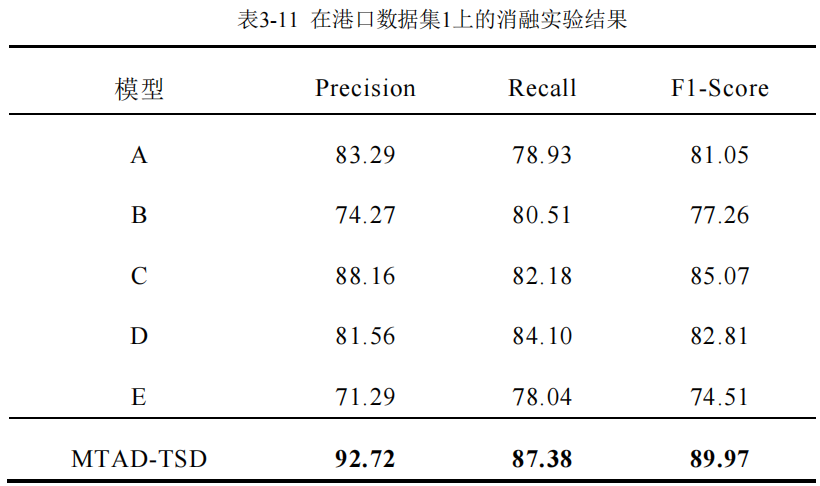 表3-11 在港口数据集1上的消融实验结果
模型 Precision Recall F1-Score
A 83.29 78.93 81.05
B 74.27 80.51 77.26
C 88.16 82.18 85.07
D 81.56 84.10 82.81
E 71.29 78.04 74.51
MTAD-TSD 92.72 87.38 89.97